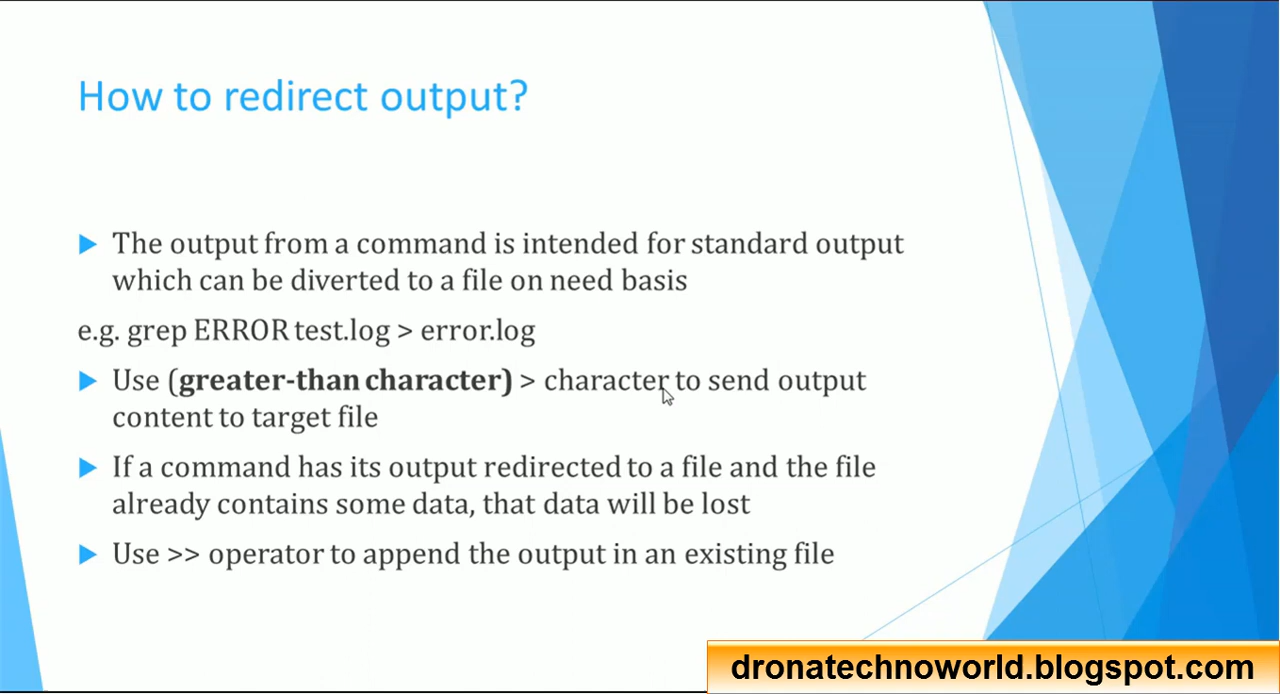 How to redirect output?
The output from a command is intended for standard output
which can be diverted to a file on need basis
e.g. grep ERROR test.log > error.log
Use (greater-than character) > character to send output
content to target file
If a command has its output redirected to a file and the file
already contains some data, that data will be lost
Use >> operator to append the output in an existing file
dronatechnoworld.blogspot.com